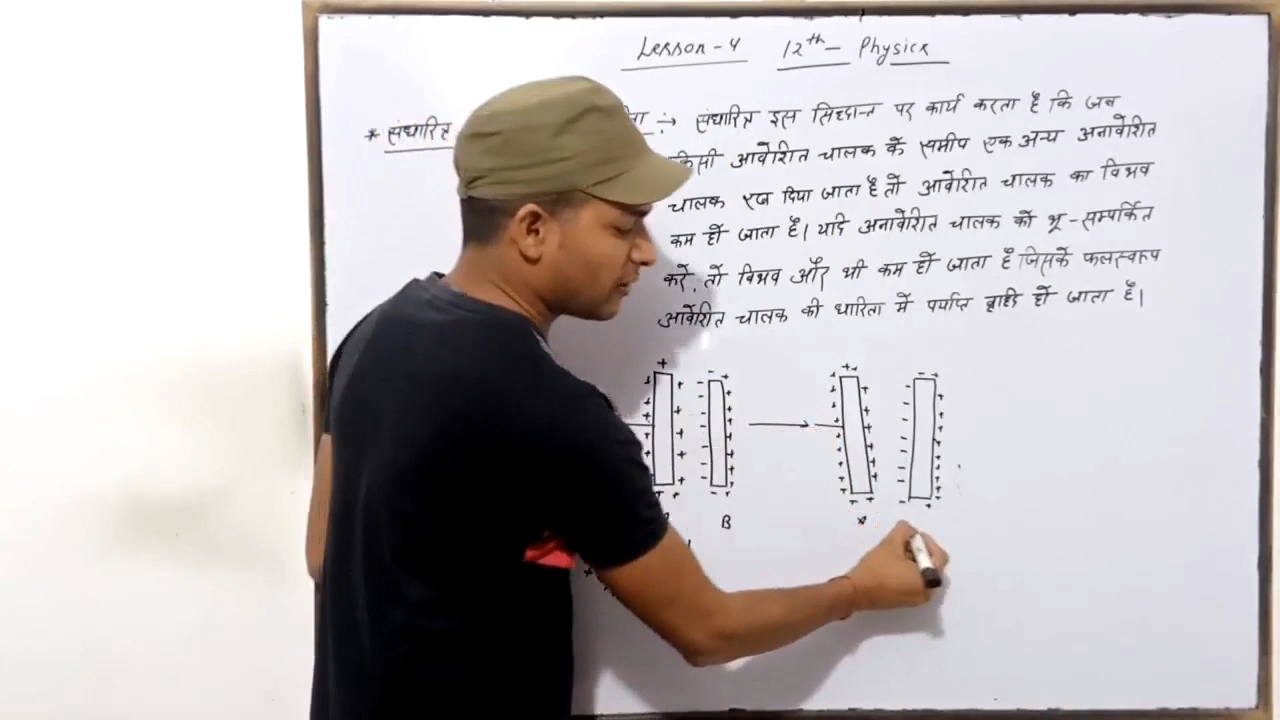 Lesson-4 12th- Physics
* संधारित्र :→ संधारित्र इस सिद्धान्त पर कार्य करता है कि जब
किसी आवेशित चालक के समीप एक अन्य अनावेशित
चालक रख दिया जाता है तो आवेशित चालक का विभव
कम हो जाता है। यदि अनावेशित चालक को भू-सम्पर्कित
करे, तो विभव और भी कम हो जाता है जिसके फलस्वरूप
आवेशित चालक की धारिता में पर्याप्त वृद्धि हो जाता है।
B